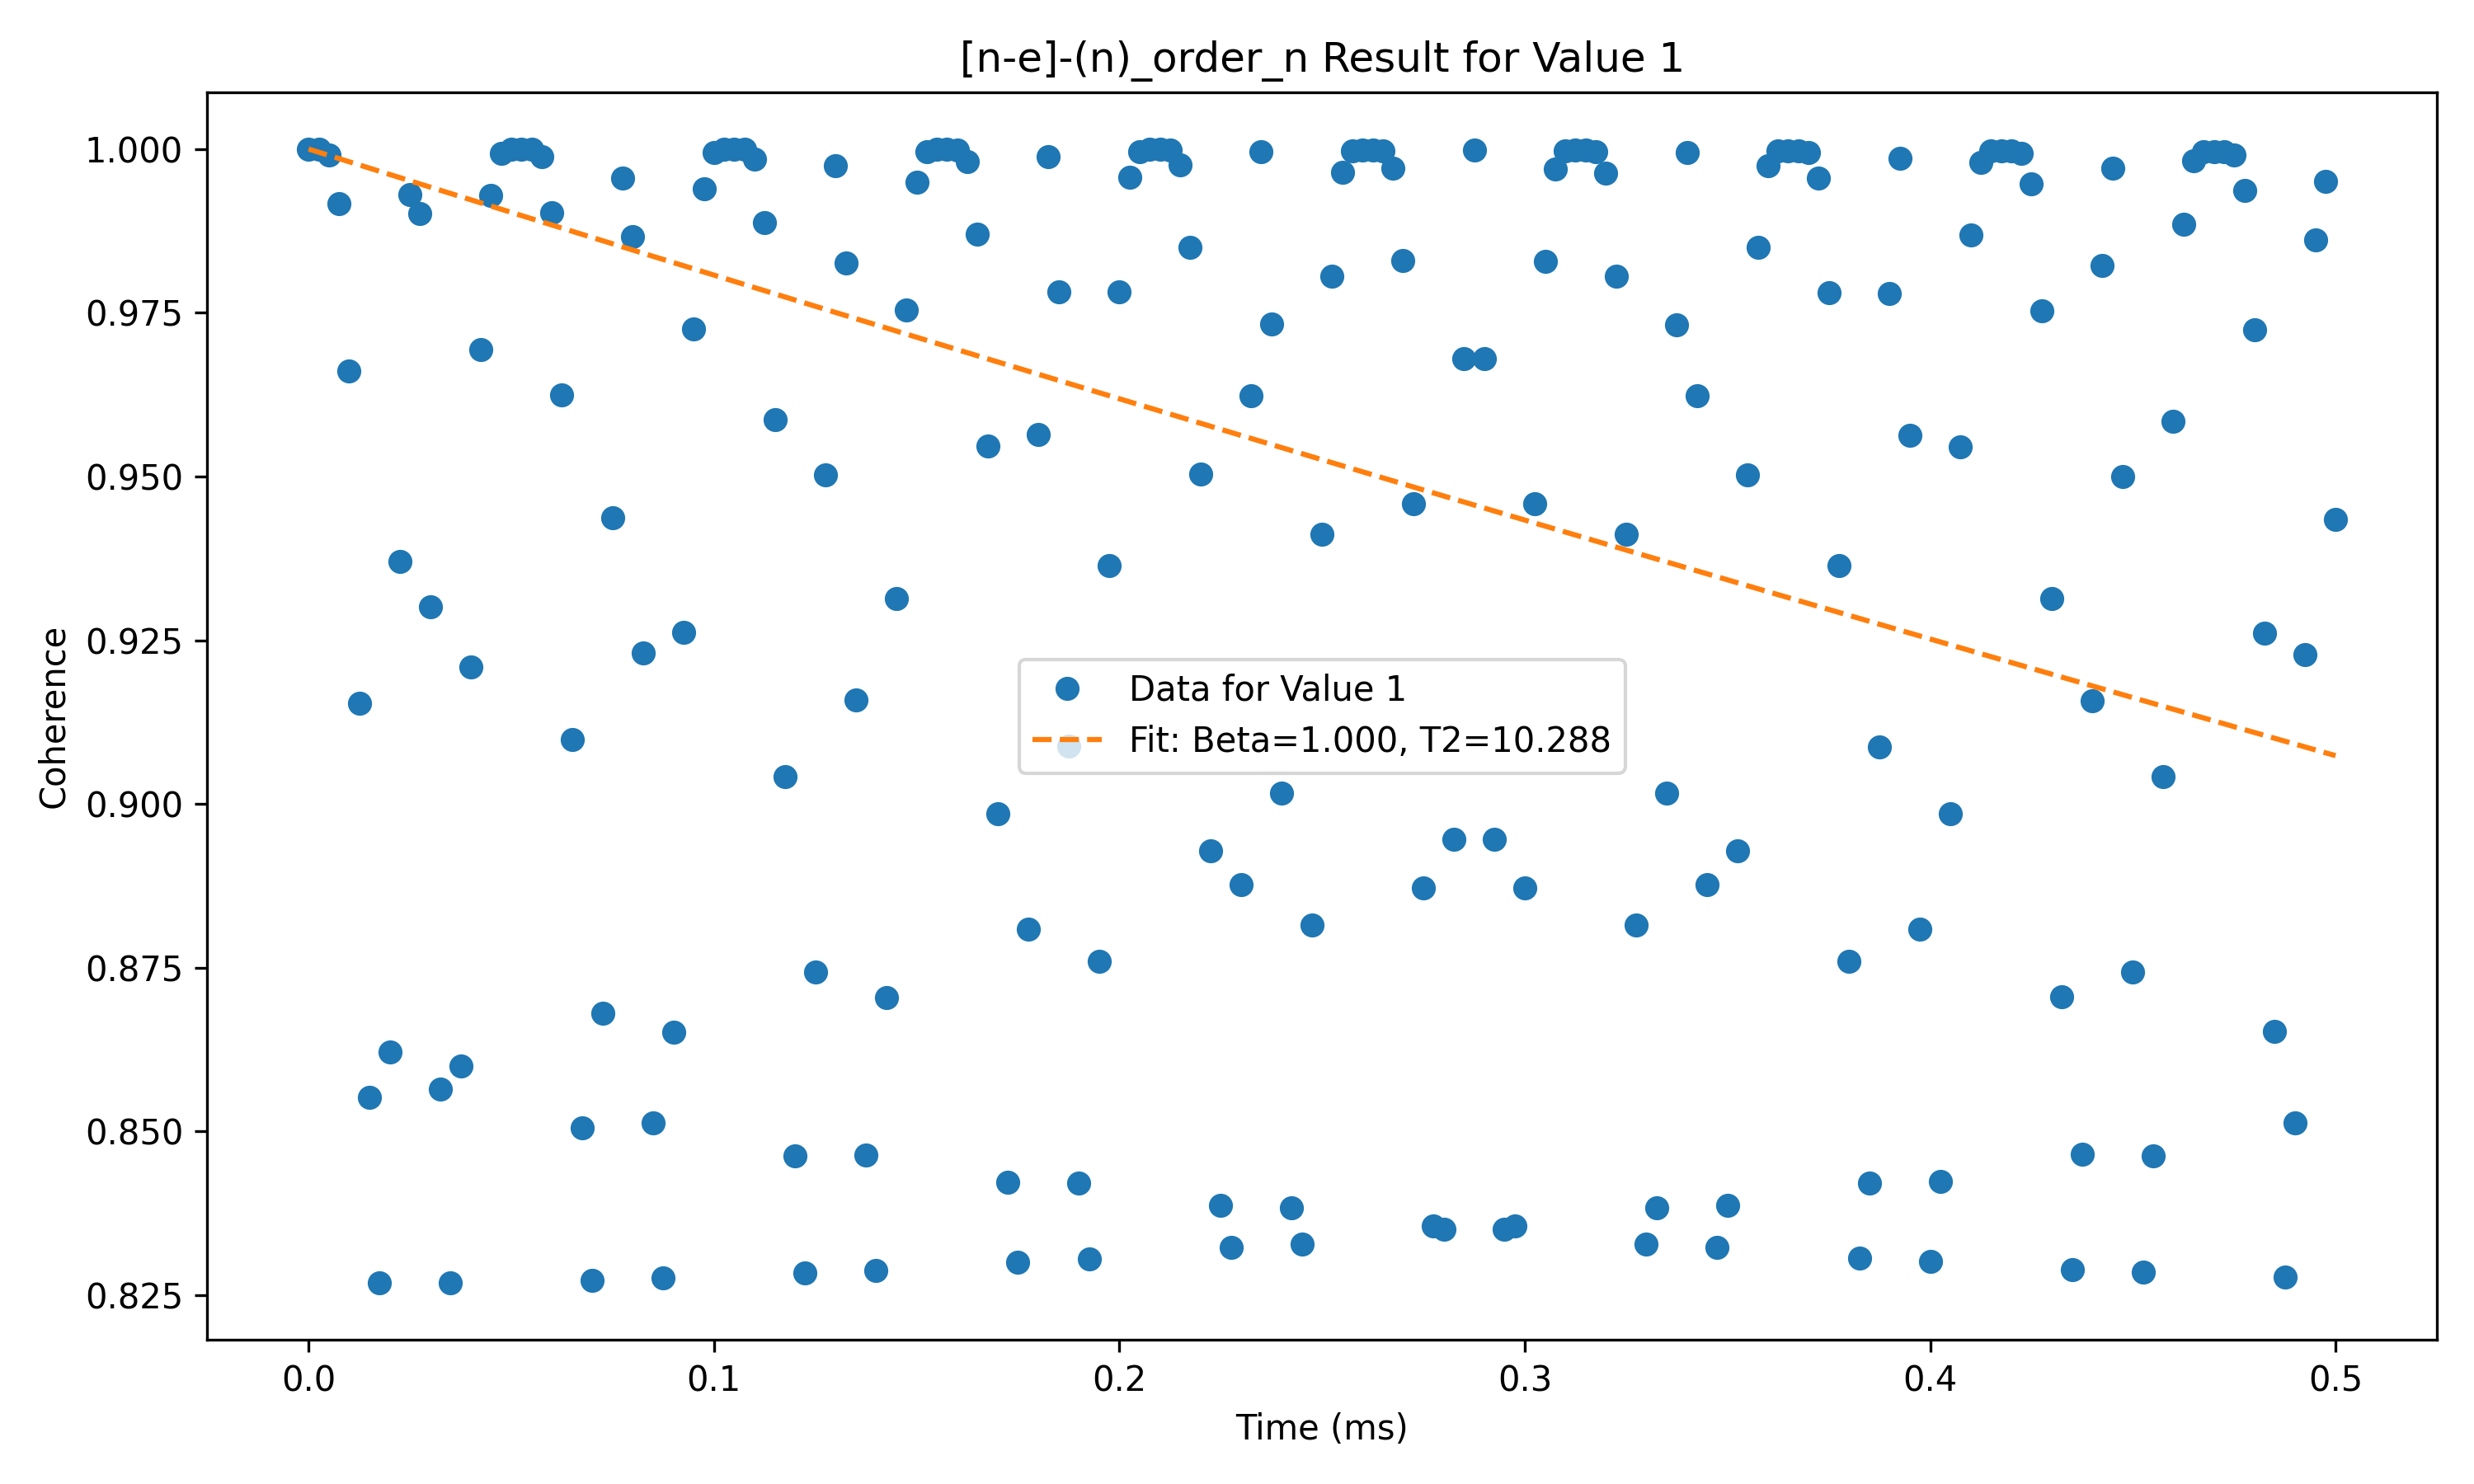 [n-e]-(n)_order_n Result for Value 1
1.000
0.975
0.950
0.925
0.900
0.875
0.850
0.825
Coherence
Data for Value 1
Fit: Beta=1.000, T2=10.288
0.0
0.1
0.2
0.3
0.4
0.5
Time (ms)